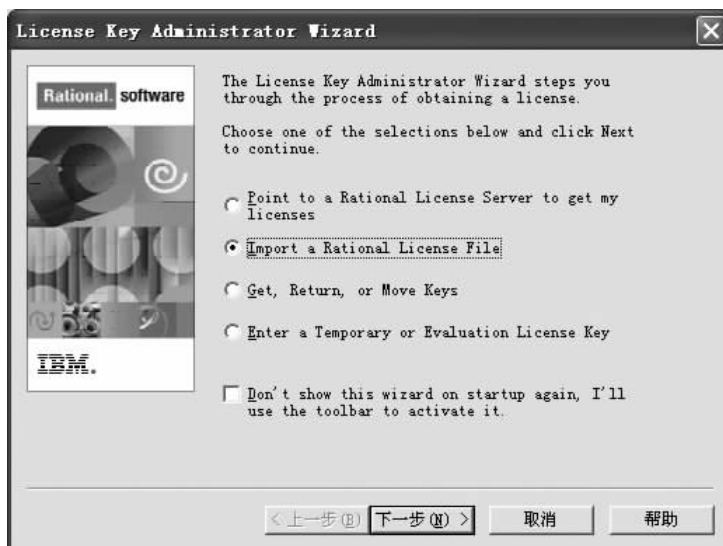 License Key Administrator Wizard
Rational. software
The License Key Administrator Wizard steps you
through the process of obtaining a license.
Choose one of the selections below and click Next
to continue.
Point to a Rational License Server to get my
licenses
Import a Rational License File
Get, Return, or Move Keys
Enter a Temporary or Evaluation License Key
IBM.
Don't show this wizard on startup again, I'll
use the toolbar to activate it.
< 上一步(B)
下一步(N) >
取消
帮助